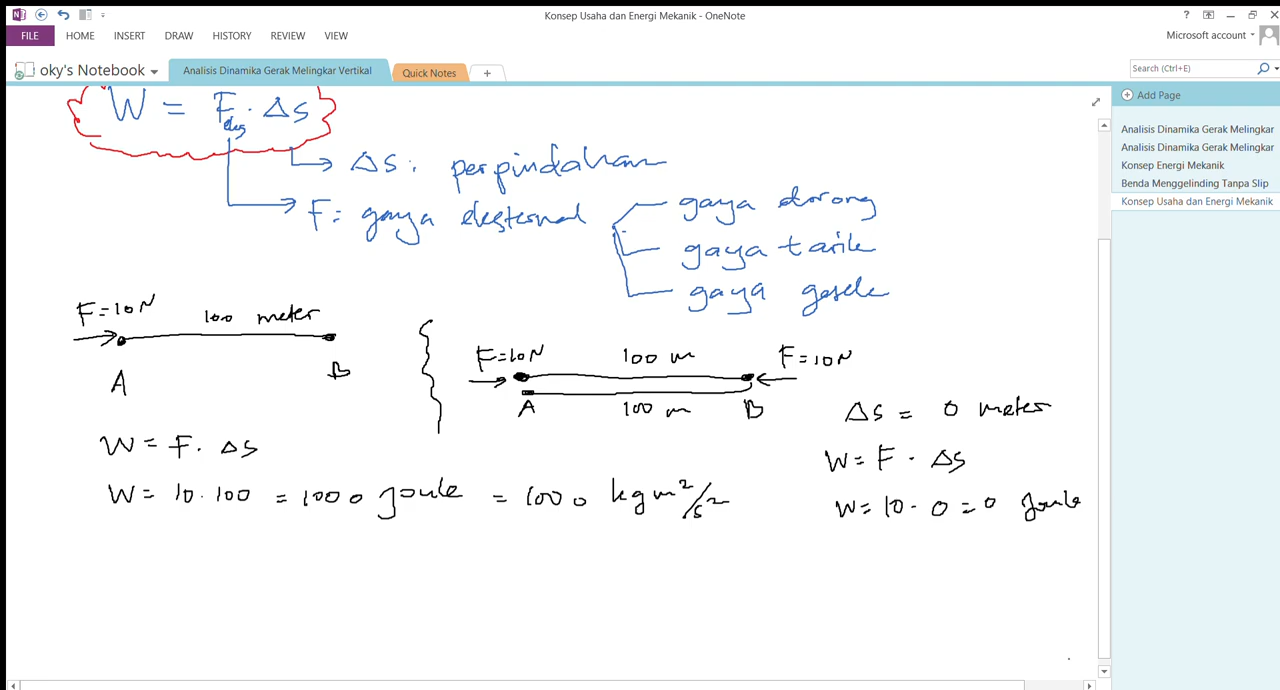 Konsep Usaha dan Energi Mekanik - OneNote
FILE HOME INSERT DRAW HISTORY REVIEW VIEW
Microsoft account
oky's Notebook
Analisis Dinamika Gerak Melingkar Vertikal
Quick Notes
+
Search (Ctrl+E)
Add Page
Analisis Dinamika Gerak Melingkar
Analisis Dinamika Gerak Melingkar
Konsep Energi Mekanik
Benda Menggelinding Tanpa Slip
Konsep Usaha dan Energi Mekanik
W = F eks · Δs
Δs : perpindahan
F = gaya eksternal
gaya dorong
gaya tarik
gaya gesek
F=10N
100 meter
A
B
W = F · Δs
W = 10 · 100 = 1000 joule = 1000 kg m²/s²
F=10N
100 m
F=10N
A
100 m
B
Δs = 0 meter
W = F · Δs
W = 10 · 0 = 0 joule